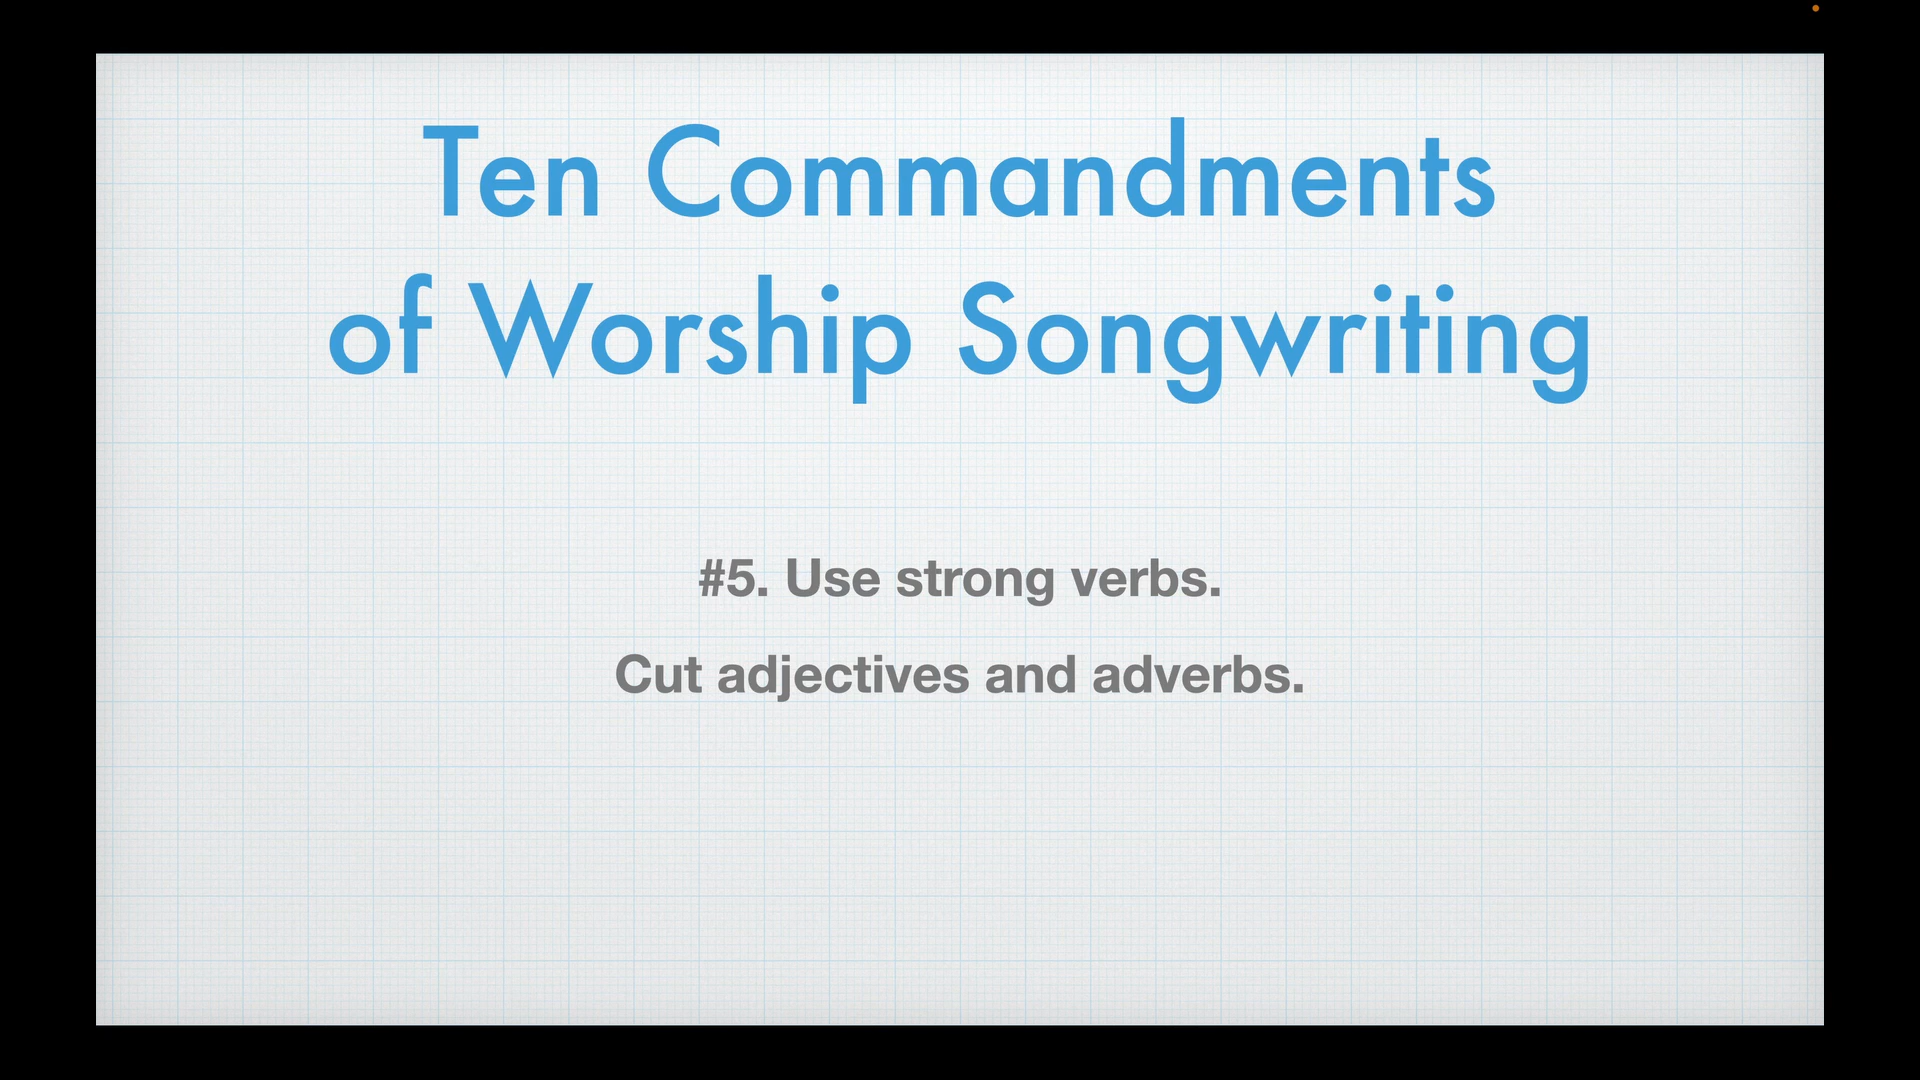 Ten Commandments
of Worship Songwriting
#5. Use strong verbs.
Cut adjectives and adverbs.